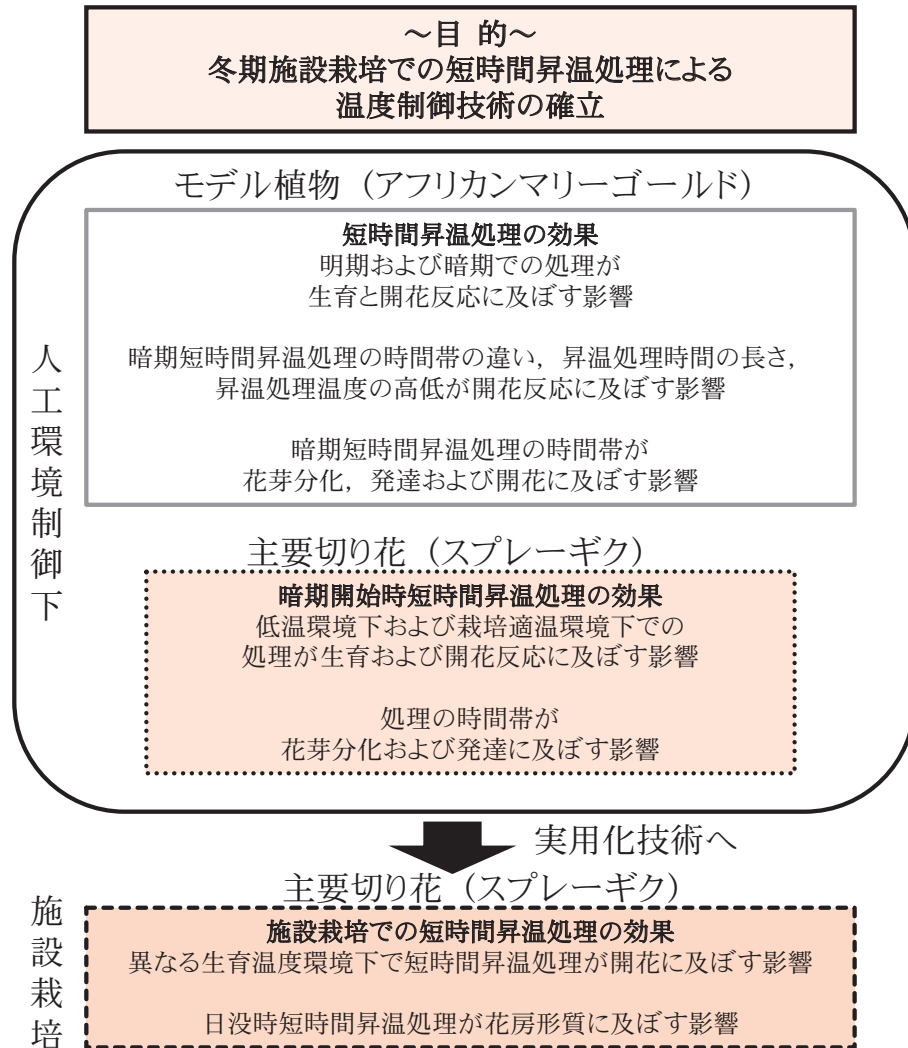 ～目 的～
冬期施設栽培での短時間昇温処理による
温度制御技術の確立
人工環境制御下
モデル植物（アフリカンマリーゴールド）
短時間昇温処理の効果
明期および暗期での処理が
生育と開花反応に及ぼす影響
暗期短時間昇温処理の時間帯の違い，昇温処理時間の長さ，
昇温処理温度の高低が開花反応に及ぼす影響
暗期短時間昇温処理の時間帯が
花芽分化，発達および開花に及ぼす影響
主要切り花（スプレーギク）
暗期開始時短時間昇温処理の効果
低温環境下および栽培適温環境下での
処理が生育および開花反応に及ぼす影響
処理の時間帯が
花芽分化および発達に及ぼす影響
実用化技術へ
施設栽培
主要切り花（スプレーギク）
施設栽培での短時間昇温処理の効果
異なる生育温度環境下で短時間昇温処理が開花に及ぼす影響
日没時短時間昇温処理が花房形質に及ぼす影響